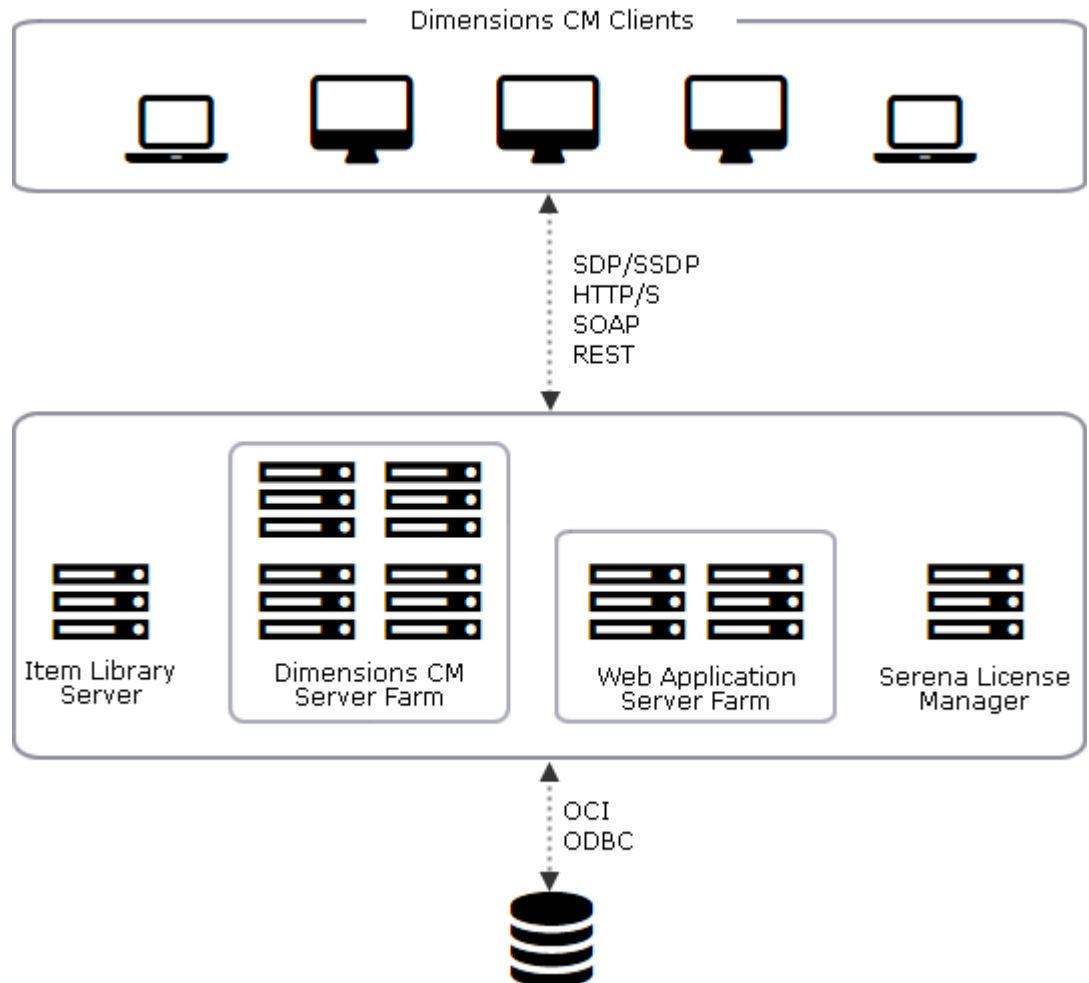 Dimensions CM Clients
SDP/SSDP
HTTP/S
SOAP
REST
Item Library
Server
Dimensions CM
Server Farm
Web Application
Server Farm
Serena License
Manager
OCI
ODBC